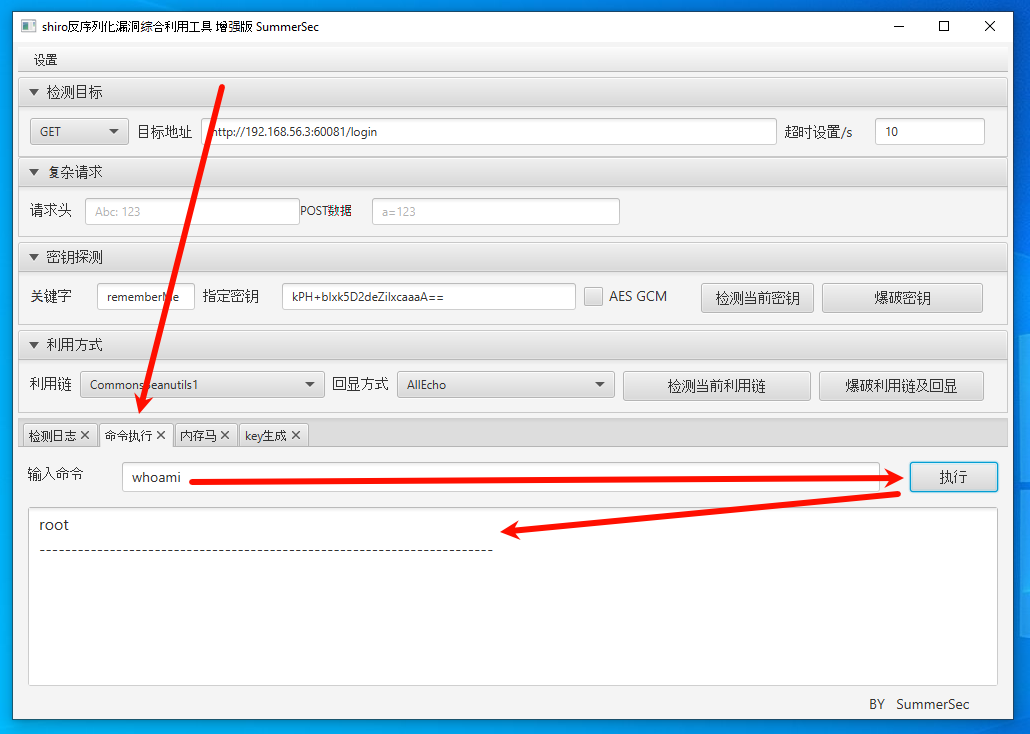 shiro反序列化漏洞综合利用工具 增强版 SummerSec
设置
检测目标
GET 目标地址 http://192.168.56.3:60081/login 超时设置/s 10
复杂请求
请求头 Abc: 123 POST数据 a=123
密钥探测
关键字 rememberMe 指定密钥 kPH+bIxk5D2deZiIxcaaaA== AES GCM 检测当前密钥 爆破密钥
利用方式
利用链 CommonsBeanutils1 回显方式 AllEcho 检测当前利用链 爆破利用链及回显
检测日志 命令执行 内存马 key生成
输入命令 whoami 执行
root
-----------------------------------------------------------------------
BY SummerSec